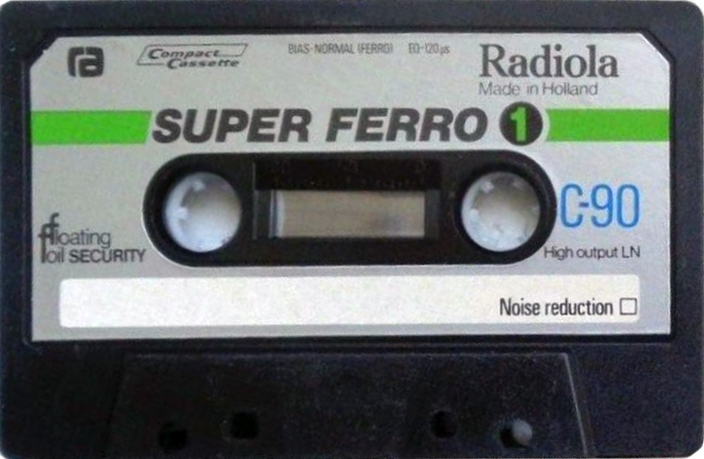 ra
Compact
Cassette
BIAS-NORMAL (FERRO) EQ-120µs
Radiola
Made in Holland
SUPER FERRO 1
C-90
floating
foil SECURITY
High output LN
Noise reduction